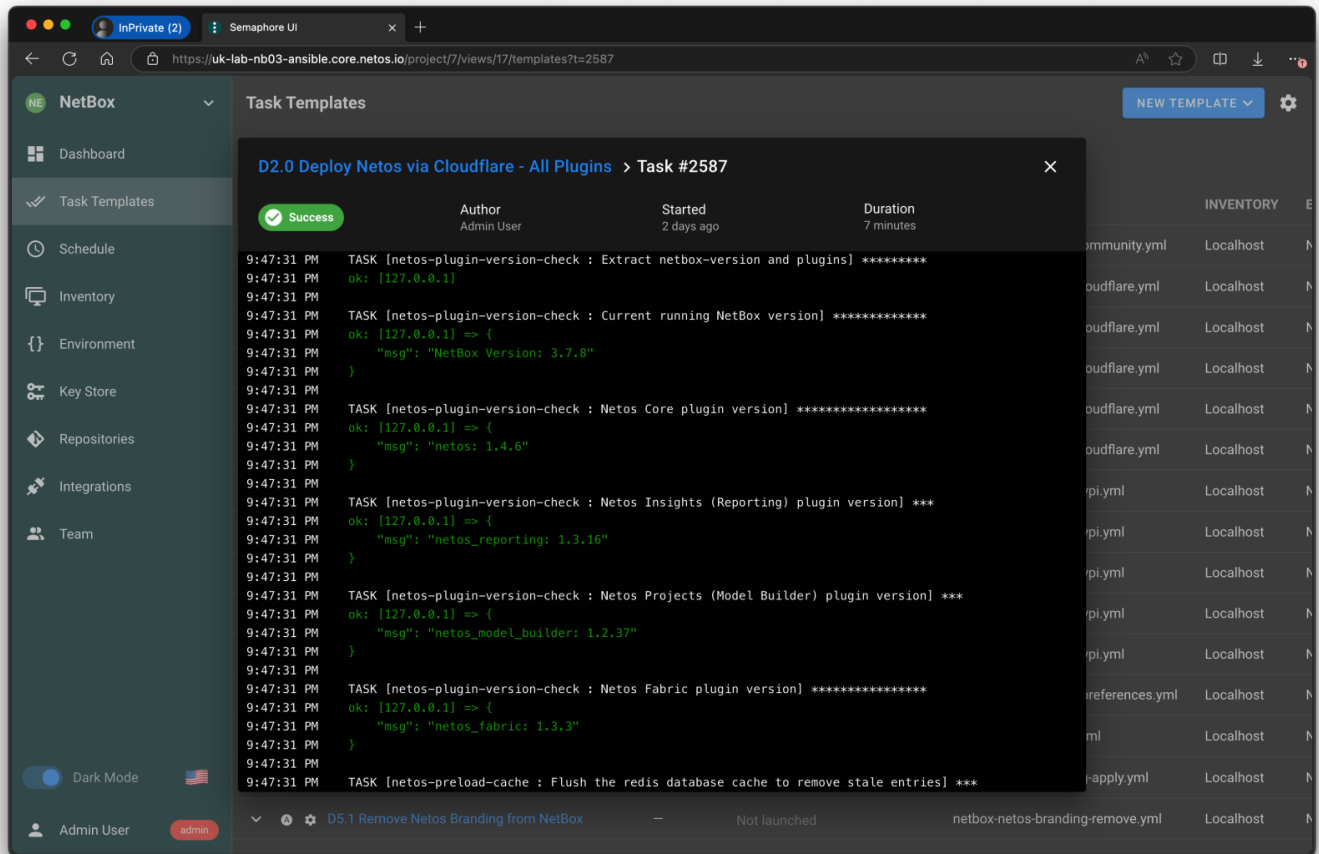 InPrivate (2)
Semaphore UI
https://uk-lab-nb03-ansible.core.netos.io/project/7/views/17/templates?t=2587
NE NetBox
Dashboard
Task Templates
Schedule
Inventory
Environment
Key Store
Repositories
Integrations
Team
Dark Mode
Admin User admin
Task Templates
NEW TEMPLATE
D2.0 Deploy Netos via Cloudflare - All Plugins > Task #2587
Success
Author
Admin User
Started
2 days ago
Duration
7 minutes
9:47:31 PM TASK [netos-plugin-version-check : Extract netbox-version and plugins] *********
9:47:31 PM ok: [127.0.0.1]
9:47:31 PM
9:47:31 PM TASK [netos-plugin-version-check : Current running NetBox version] *************
9:47:31 PM ok: [127.0.0.1] => {
9:47:31 PM "msg": "NetBox Version: 3.7.8"
9:47:31 PM }
9:47:31 PM
9:47:31 PM TASK [netos-plugin-version-check : Netos Core plugin version] ******************
9:47:31 PM ok: [127.0.0.1] => {
9:47:31 PM "msg": "netos: 1.4.6"
9:47:31 PM }
9:47:31 PM
9:47:31 PM TASK [netos-plugin-version-check : Netos Insights (Reporting) plugin version] ***
9:47:31 PM ok: [127.0.0.1] => {
9:47:31 PM "msg": "netos_reporting: 1.3.16"
9:47:31 PM }
9:47:31 PM
9:47:31 PM TASK [netos-plugin-version-check : Netos Projects (Model Builder) plugin version] ***
9:47:31 PM ok: [127.0.0.1] => {
9:47:31 PM "msg": "netos_model_builder: 1.2.37"
9:47:31 PM }
9:47:31 PM
9:47:31 PM TASK [netos-plugin-version-check : Netos Fabric plugin version] ****************
9:47:31 PM ok: [127.0.0.1] => {
9:47:31 PM "msg": "netos_fabric: 1.3.3"
9:47:31 PM }
9:47:31 PM
9:47:31 PM TASK [netos-preload-cache : Flush the redis database cache to remove stale entries] ***
INVENTORY E
ommunity.yml Localhost N
oudflare.yml Localhost N
oudflare.yml Localhost N
oudflare.yml Localhost N
oudflare.yml Localhost N
oudflare.yml Localhost N
ypi.yml Localhost N
ypi.yml Localhost N
ypi.yml Localhost N
ypi.yml Localhost N
ypi.yml Localhost N
preferences.yml Localhost N
ml Localhost N
g-apply.yml Localhost N
D5.1 Remove Netos Branding from NetBox — Not launched netbox-netos-branding-remove.yml Localhost N